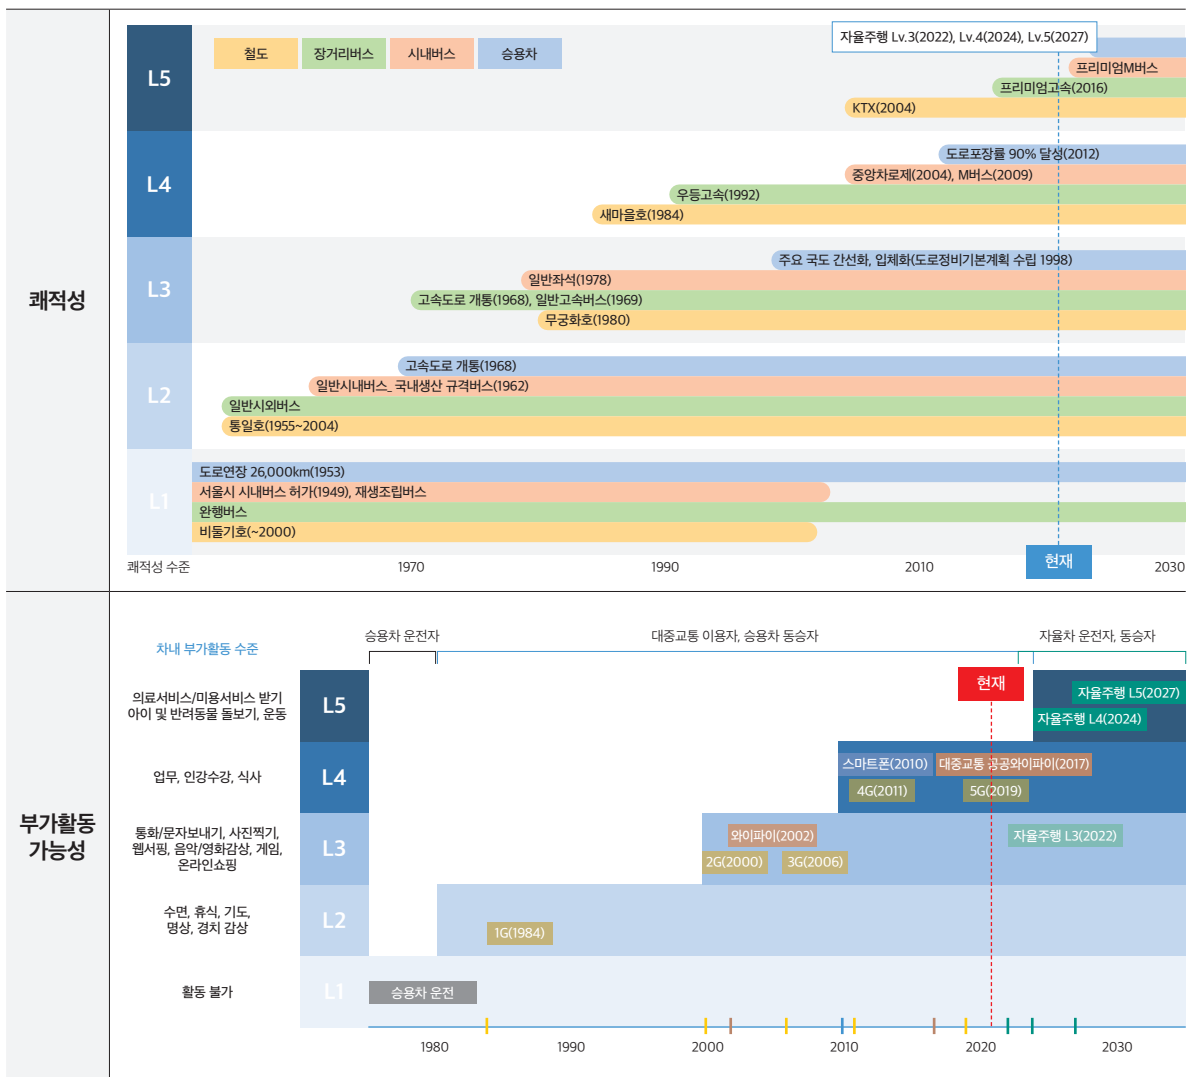 쾌적성
L5
철도
장거리버스
시내버스
승용차
자율주행 Lv.3(2022), Lv.4(2024), Lv.5(2027)
프리미엄M버스
프리미엄고속(2016)
KTX(2004)
L4
도로포장률 90% 달성(2012)
중앙차로제(2004), M버스(2009)
우등고속(1992)
새마을호(1984)
L3
주요 국도 간선화, 입체화(도로정비기본계획 수립 1998)
일반좌석(1978)
고속도로 개통(1968), 일반고속버스(1969)
무궁화호(1980)
L2
고속도로 개통(1968)
일반시내버스_ 국내생산 규격버스(1962)
일반시외버스
통일호(1955~2004)
L1
도로연장 26,000km(1953)
서울시 시내버스 허가(1949), 재생조립버스
완행버스
비둘기호(~2000)
쾌적성 수준
1970
1990
2010
현재
2030
부가활동
가능성
차내 부가활동 수준
승용차 운전자
대중교통 이용자, 승용차 동승자
자율차 운전자, 동승자
의료서비스/미용서비스 받기
아이 및 반려동물 돌보기, 운동
L5
현재
자율주행 L5(2027)
자율주행 L4(2024)
업무, 인강수강, 식사
L4
스마트폰(2010)
대중교통 공공와이파이(2017)
4G(2011)
5G(2019)
통화/문자보내기, 사진찍기,
웹서핑, 음악/영화감상, 게임,
온라인쇼핑
L3
와이파이(2002)
자율주행 L3(2022)
2G(2000)
3G(2006)
수면, 휴식, 기도,
명상, 경치 감상
L2
1G(1984)
활동 불가
L1
승용차 운전
1980
1990
2000
2010
2020
2030